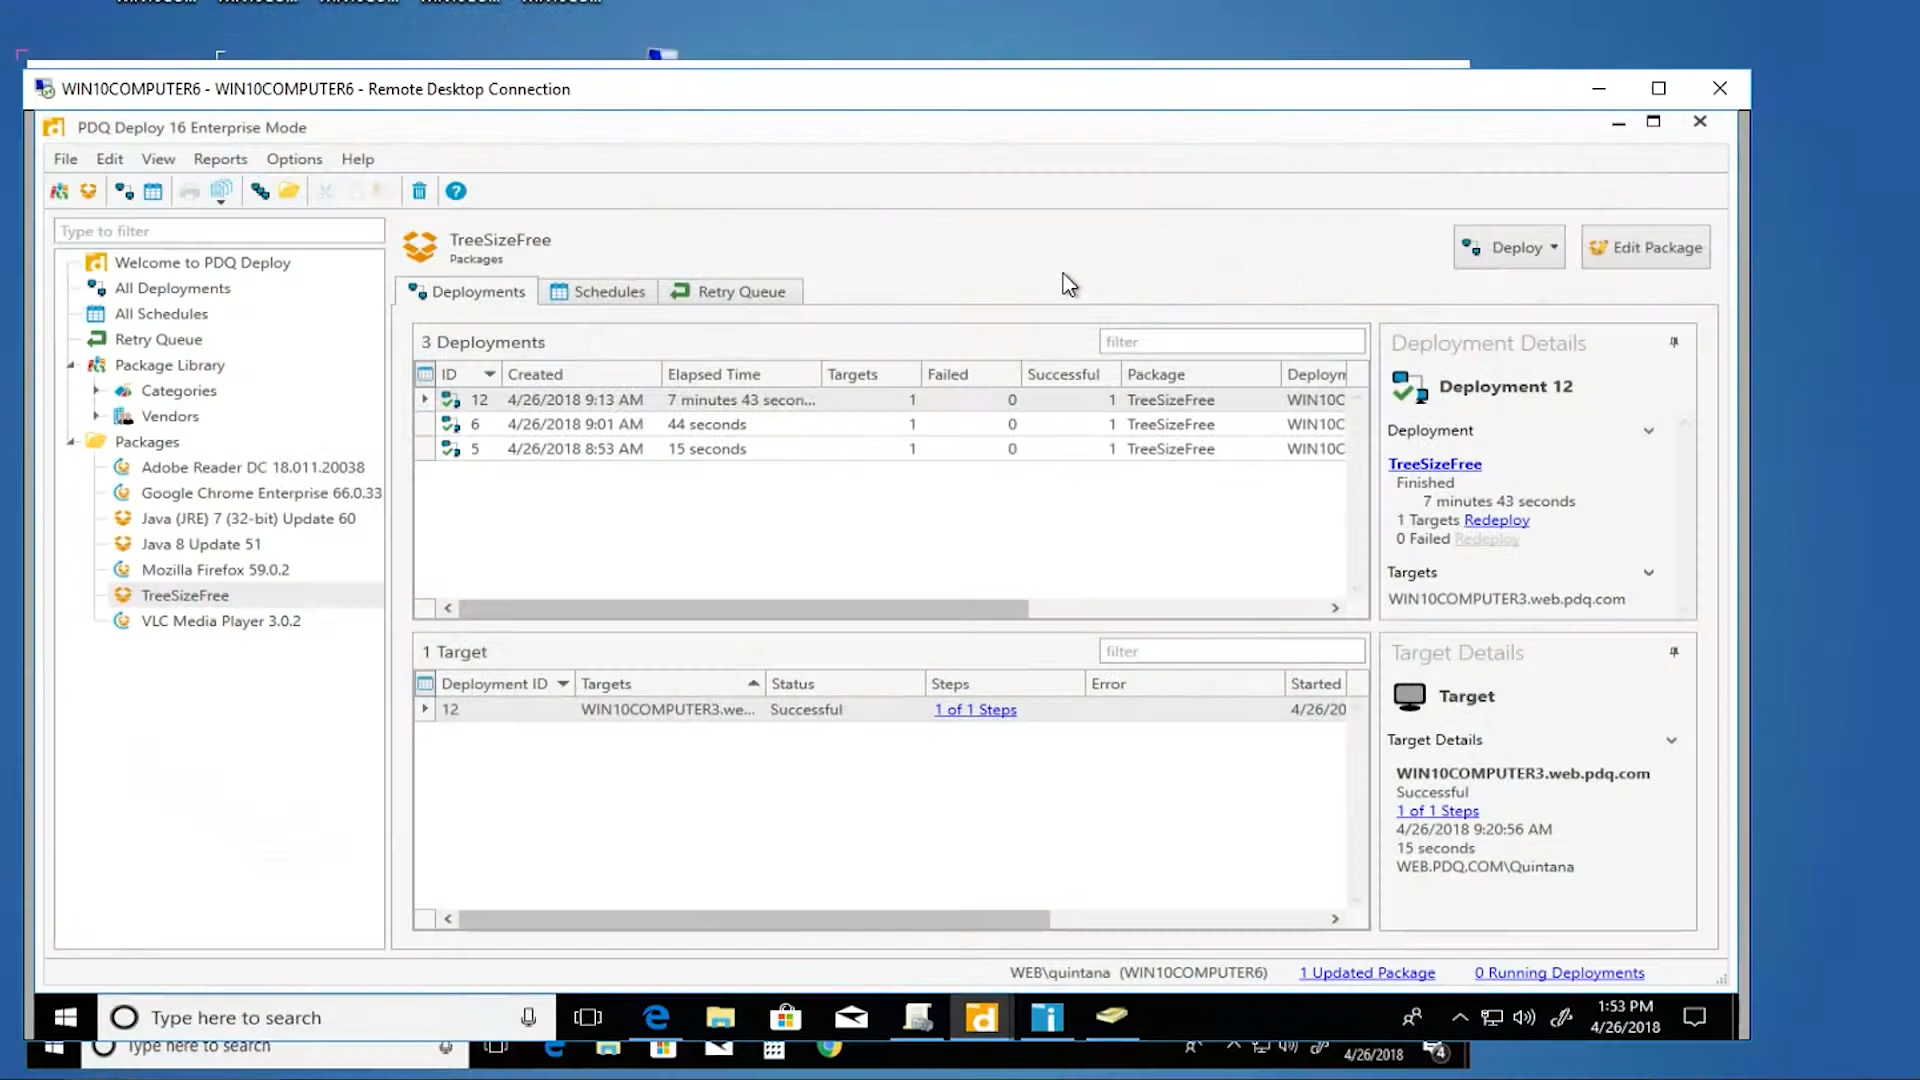 WIN10COMPUTER6 - WIN10COMPUTER6 - Remote Desktop Connection
PDQ Deploy 16 Enterprise Mode
File Edit View Reports Options Help
Type to filter
Welcome to PDQ Deploy
All Deployments
All Schedules
Retry Queue
Package Library
Categories
Vendors
Packages
Adobe Reader DC 18.011.20038
Google Chrome Enterprise 66.0.33
Java (JRE) 7 (32-bit) Update 60
Java 8 Update 51
Mozilla Firefox 59.0.2
TreeSizeFree
VLC Media Player 3.0.2
TreeSizeFree
Packages
Deploy Edit Package
Deployments Schedules Retry Queue
3 Deployments filter
ID Created Elapsed Time Targets Failed Successful Package Deployn
12 4/26/2018 9:13 AM 7 minutes 43 secon... 1 0 1 TreeSizeFree WIN10C
6 4/26/2018 9:01 AM 44 seconds 1 0 1 TreeSizeFree WIN10C
5 4/26/2018 8:53 AM 15 seconds 1 0 1 TreeSizeFree WIN10C
Deployment Details
Deployment 12
Deployment
TreeSizeFree
Finished
7 minutes 43 seconds
1 Targets Redeploy
0 Failed Redeploy
Targets
WIN10COMPUTER3.web.pdq.com
1 Target filter
Deployment ID Targets Status Steps Error Started
12 WIN10COMPUTER3.we... Successful 1 of 1 Steps 4/26/20
Target Details
Target
Target Details
WIN10COMPUTER3.web.pdq.com
Successful
1 of 1 Steps
4/26/2018 9:20:56 AM
15 seconds
WEB.PDQ.COM\Quintana
WEB\quintana (WIN10COMPUTER6) 1 Updated Package 0 Running Deployments
Type here to search
1:53 PM
4/26/2018
Type here to search
4/26/2018
4